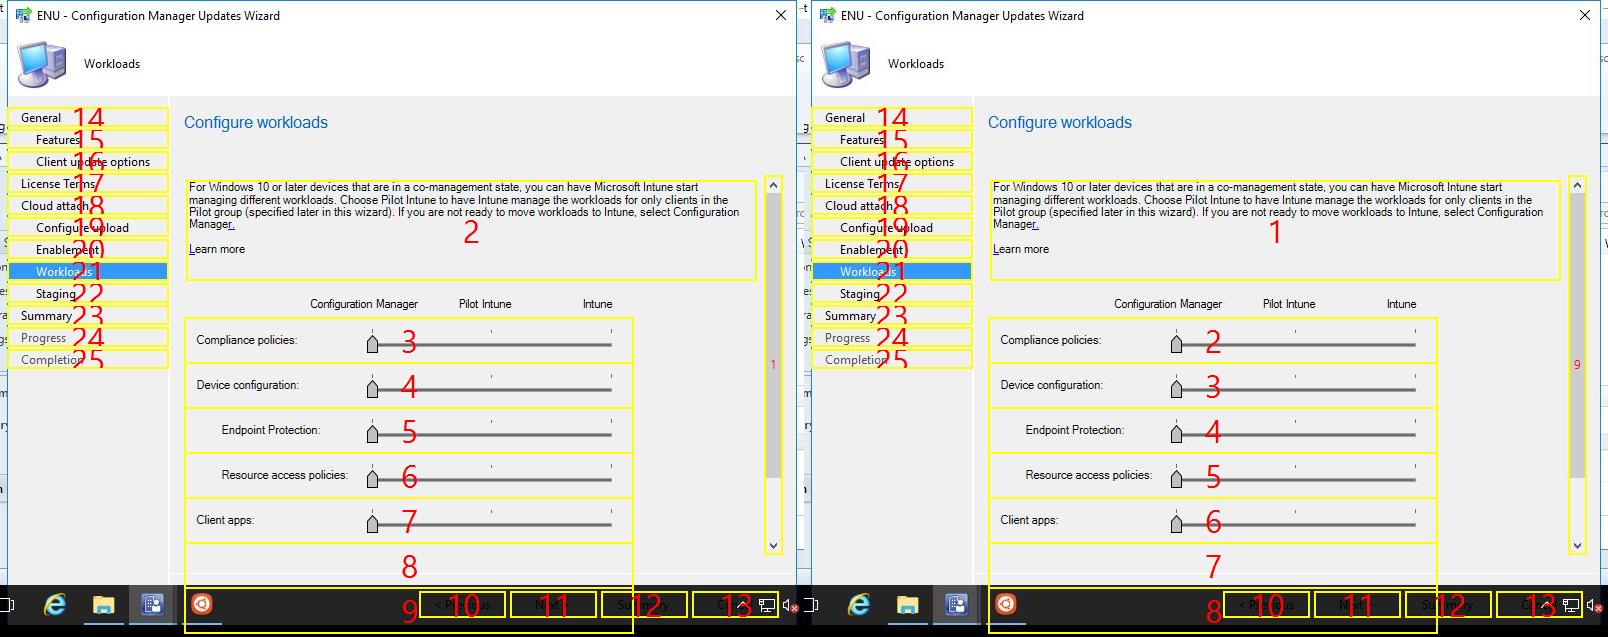 ENU - Configuration Manager Updates Wizard
Workloads
General 14
Features 15
Client update options 16
License Terms 17
Cloud attach 18
Configure upload 19
Enablement 20
Workloads 21
Staging 22
Summary 23
Progress 24
Completion 25
Configure workloads
For Windows 10 or later devices that are in a co-management state, you can have Microsoft Intune start
managing different workloads. Choose Pilot Intune to have Intune manage the workloads for only clients in the
Pilot group (specified later in this wizard). If you are not ready to move workloads to Intune, select Configuration
Manager.
2
Learn more
Configuration Manager Pilot Intune Intune
Compliance policies: 3
1
Device configuration: 4
Endpoint Protection: 5
Resource access policies: 6
Client apps: 7
8
9 < Previous 10 Next > 11 Summary 12 13
ENU - Configuration Manager Updates Wizard
Workloads
General 14
Features 15
Client update options 16
License Terms 17
Cloud attach 18
Configure upload 19
Enablement 20
Workloads 21
Staging 22
Summary 23
Progress 24
Completion 25
Configure workloads
For Windows 10 or later devices that are in a co-management state, you can have Microsoft Intune start
managing different workloads. Choose Pilot Intune to have Intune manage the workloads for only clients in the
Pilot group (specified later in this wizard). If you are not ready to move workloads to Intune, select Configuration
Manager.
1
Learn more
Configuration Manager Pilot Intune Intune
Compliance policies: 2
9
Device configuration: 3
Endpoint Protection: 4
Resource access policies: 5
Client apps: 6
7
8 < Previous 10 Next > 11 Summary 12 13